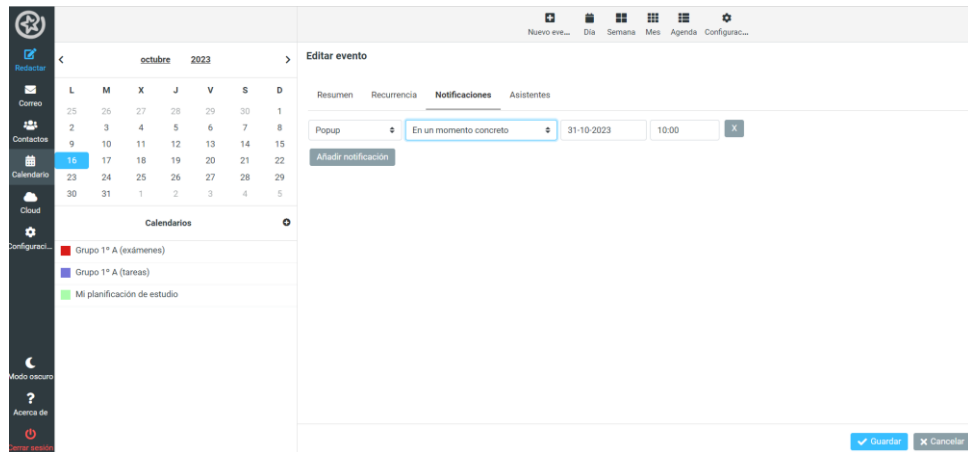 Nuevo eve...
Día
Semana
Mes
Agenda
Configurac...
Redactar
Correo
Contactos
Calendario
Cloud
Configuraci...
Modo oscuro
Acerca de
Cerrar sesión
octubre 2023
L M X J V S D
25 26 27 28 29 30 1
2 3 4 5 6 7 8
9 10 11 12 13 14 15
16 17 18 19 20 21 22
23 24 25 26 27 28 29
30 31 1 2 3 4 5
Calendarios
Grupo 1º A (exámenes)
Grupo 1º A (tareas)
Mi planificación de estudio
Editar evento
Resumen Recurrencia Notificaciones Asistentes
Popup En un momento concreto 31-10-2023 10:00 X
Añadir notificación
Guardar Cancelar